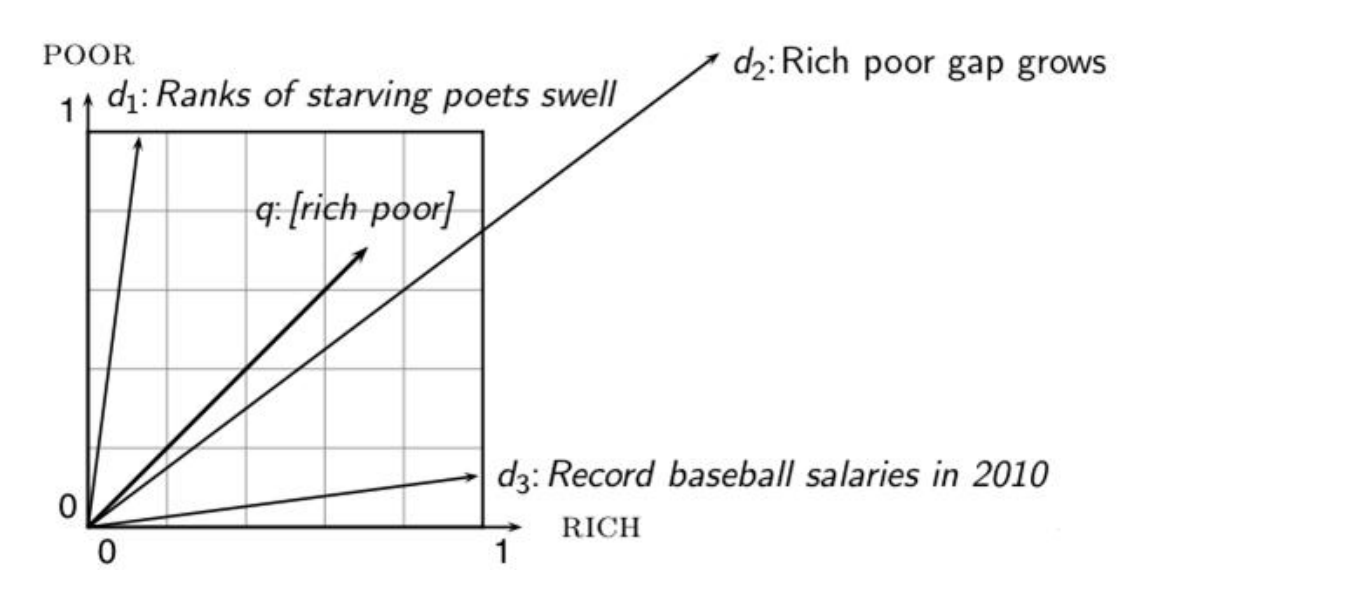 POOR
d₂: Rich poor gap grows
1
d₁: Ranks of starving poets swell
q: [rich poor]
d₃: Record baseball salaries in 2010
0
RICH
0
1